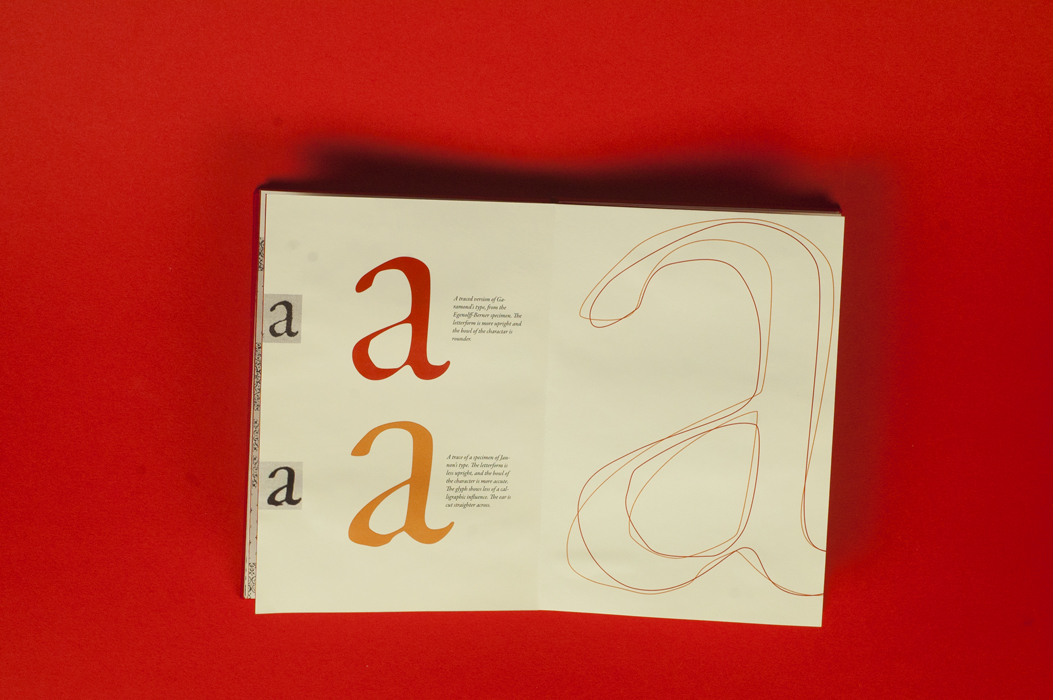 a
a
A traced version of Ga-
ramond's type, from the
Egenolff-Berner specimen. The
letterform is more upright and
the bowl of the character is
rounder.
a
a
A trace of a specimen of Jan-
non's type. The letterform is
less upright, and the bowl of
the character is more accute.
The glyph shows less of a cal-
ligraphic influence. The ear is
cut straighter across.
a